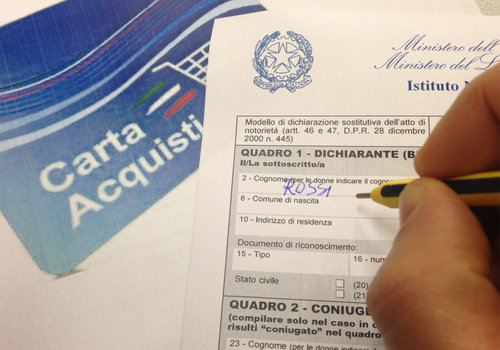 Carta
Acquisti
Ministero dell
Ministero del
Istituto
Modello di dichiarazione sostitutiva dell'atto di
notorietà (artt. 46 e 47, D.P.R. 28 dicembre
2000 n. 445)
QUADRO 1 - DICHIARANTE (B
Il/La sottoscritto/a
2 - Cognome (per le donne indicare il cogno
ROSSI
6 - Comune di nascita
10 - Indirizzo di residenza
Documento di riconoscimento:
15 - Tipo
16 - num
Stato civile
(20)
(21
QUADRO 2 - CONIUG
(compilare solo nel caso in c
risulti "coniugato" nel quadro
23 - Cognome (per le donne indicare il